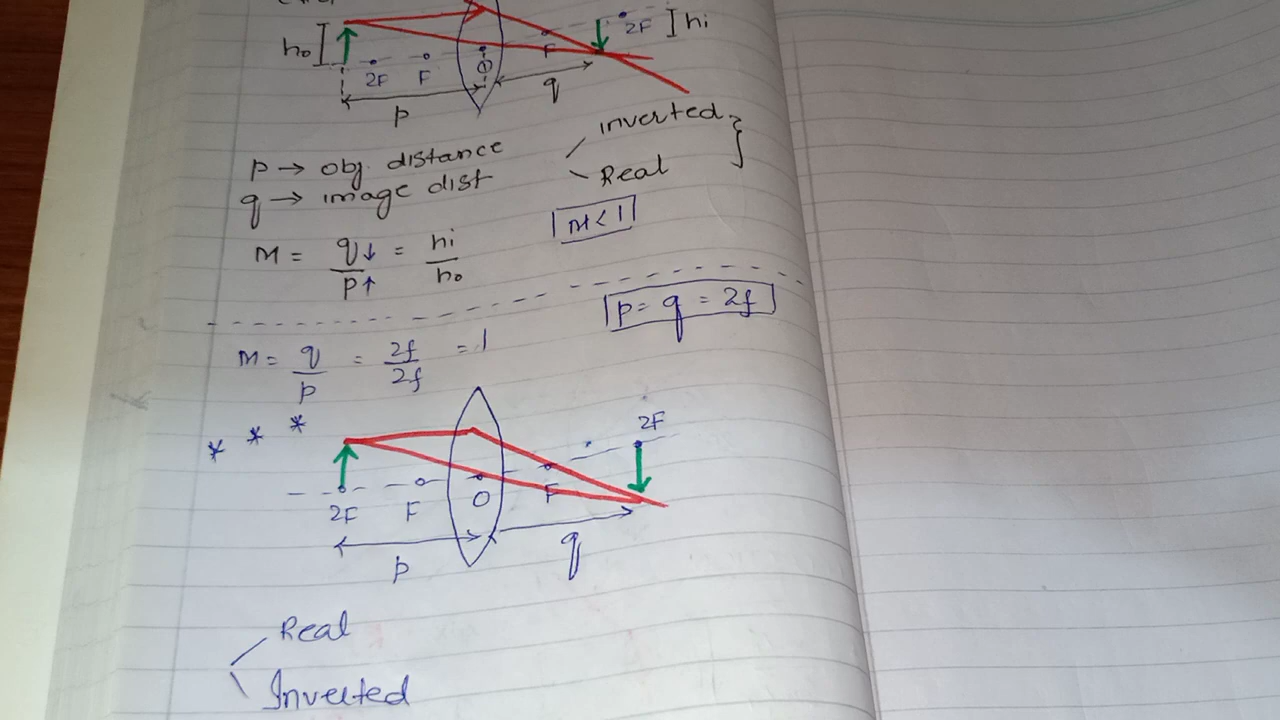 ho
2F F F 2F hi
p q
p → obj. distance
q → image dist
inverted
Real
M < 1
M = q↓ / p↑ = hi / ho
p = q = 2f
M = q / p = 2f / 2f = 1
* * *
2F
2F F O F
p q
Real
Inverted